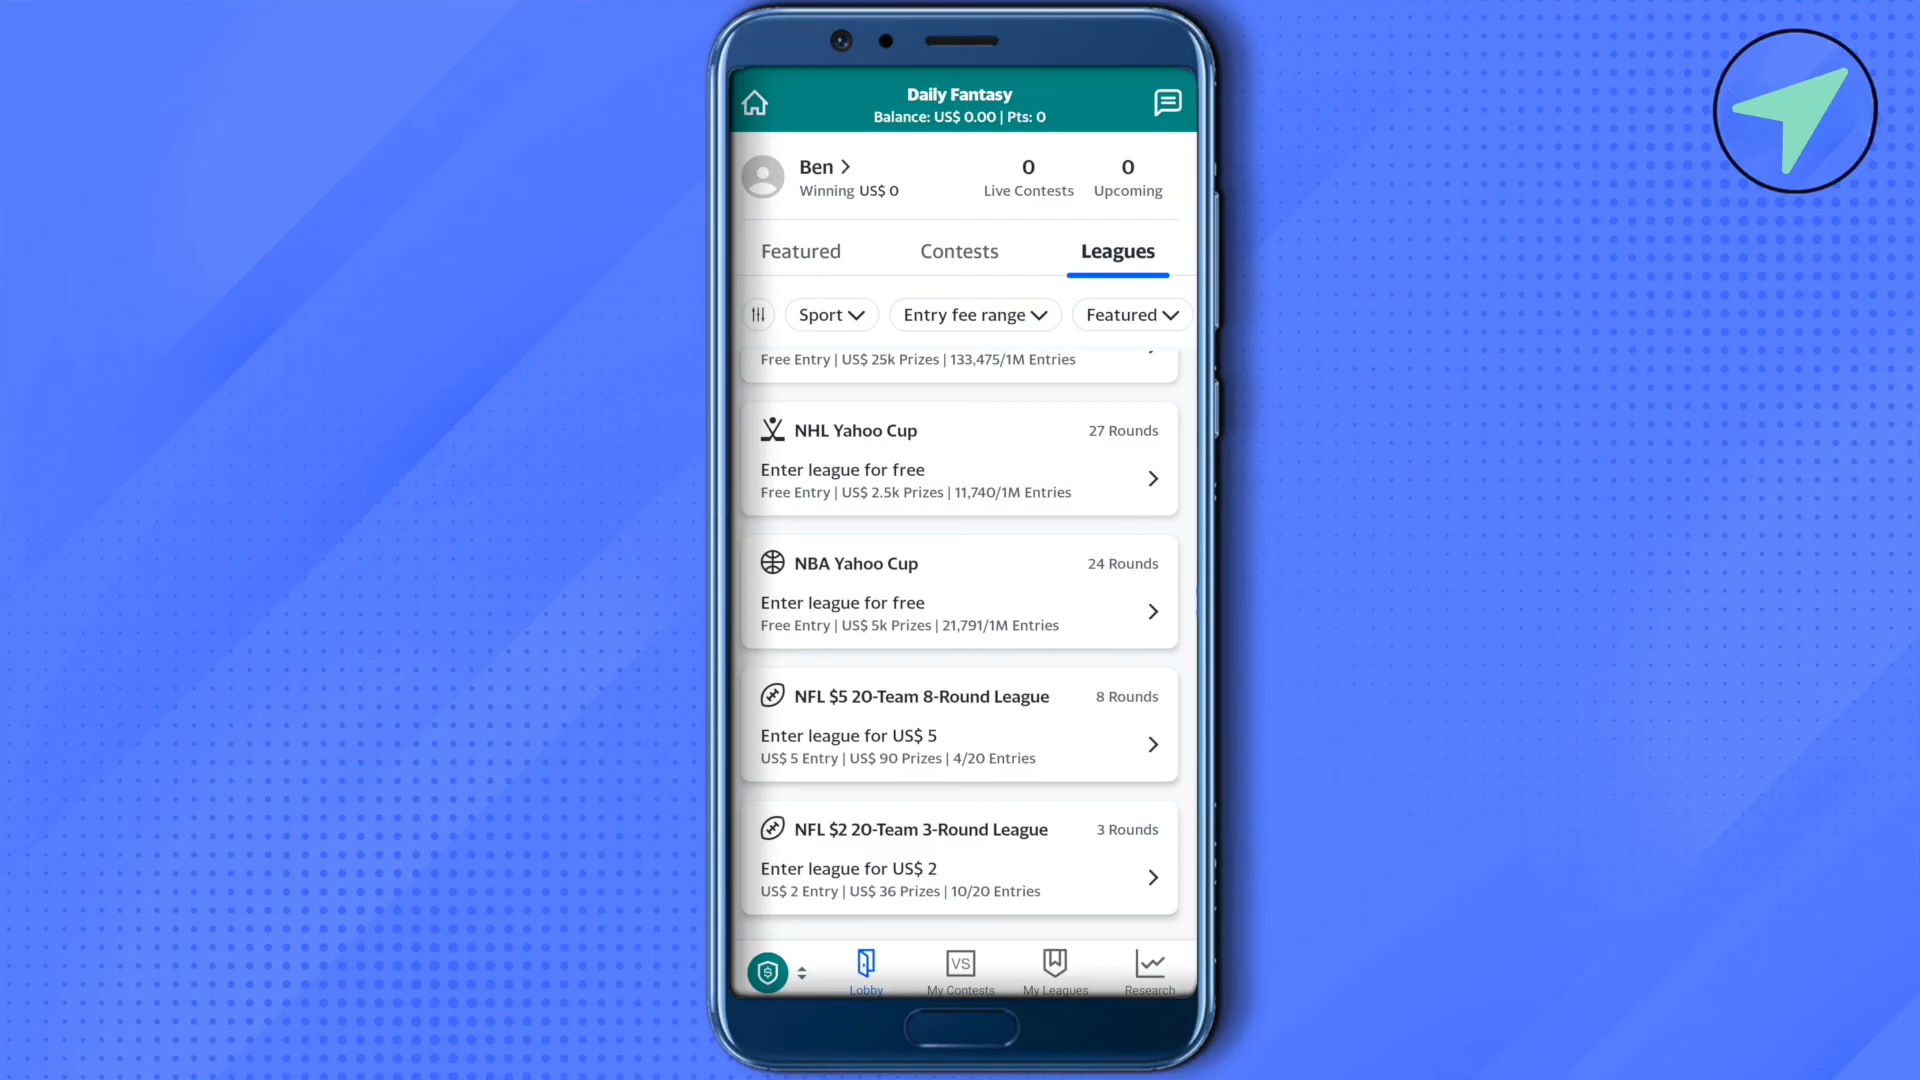 Daily Fantasy
Balance: US$ 0.00 | Pts: 0
Ben
Winning US$ 0
0
Live Contests
0
Upcoming
Featured
Contests
Leagues
Sport
Entry fee range
Featured
Free Entry | US$ 25k Prizes | 133,475/1M Entries
NHL Yahoo Cup
27 Rounds
Enter league for free
Free Entry | US$ 2.5k Prizes | 11,740/1M Entries
NBA Yahoo Cup
24 Rounds
Enter league for free
Free Entry | US$ 5k Prizes | 21,791/1M Entries
NFL $5 20-Team 8-Round League
8 Rounds
Enter league for US$ 5
US$ 5 Entry | US$ 90 Prizes | 4/20 Entries
NFL $2 20-Team 3-Round League
3 Rounds
Enter league for US$ 2
US$ 2 Entry | US$ 36 Prizes | 10/20 Entries
$
VS
Lobby
My Contests
My Leagues
Research